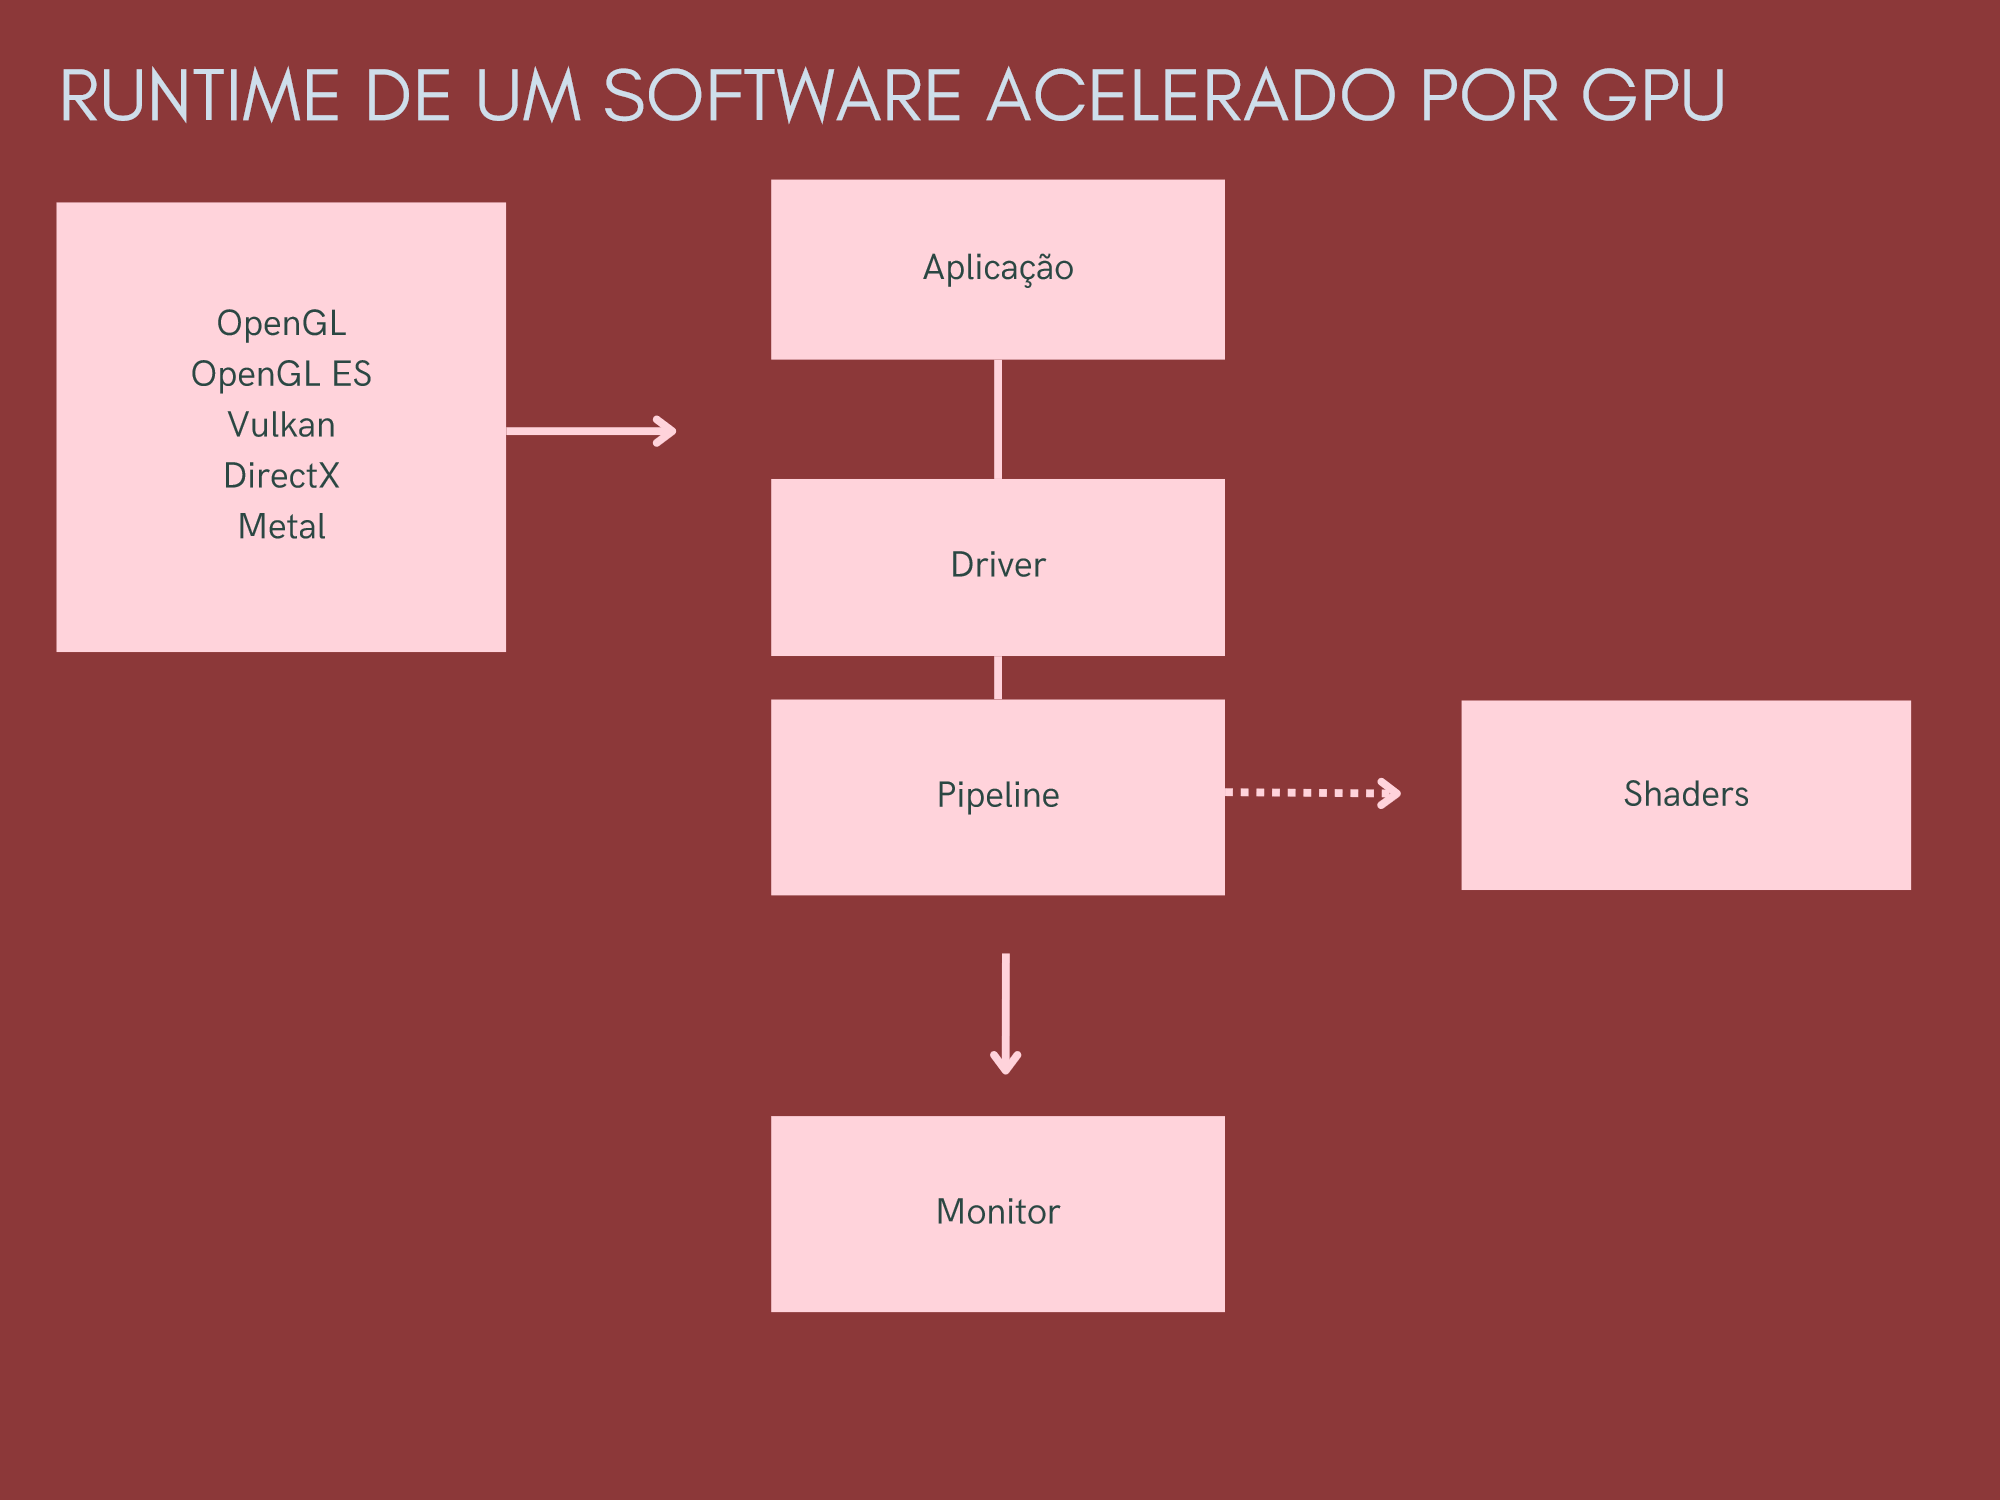 RUNTIME DE UM SOFTWARE ACELERADO POR GPU
OpenGL
OpenGL ES
Vulkan
DirectX
Metal
Aplicação
Driver
Pipeline
Shaders
Monitor